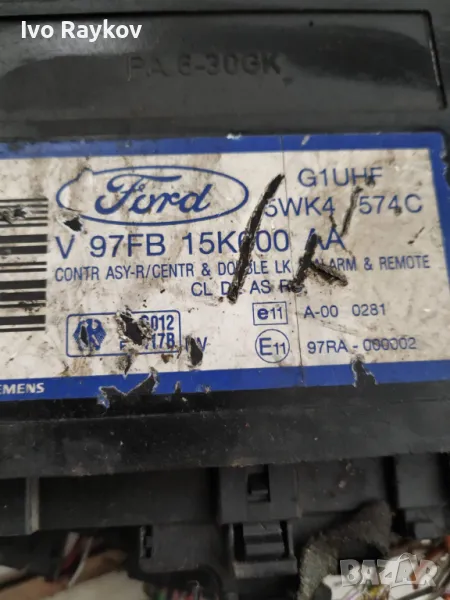 Ivo Raykov
PA 6-30GK
Ford
G1UHF
5WK4 574C
V 97FB 15K600 AA
CONTR ASY-R/CENTR & DOUBLE LK ALARM & REMOTE
CL
e11 A-00 0281
E11 97RA-000002
SIEMENS
BAZAR